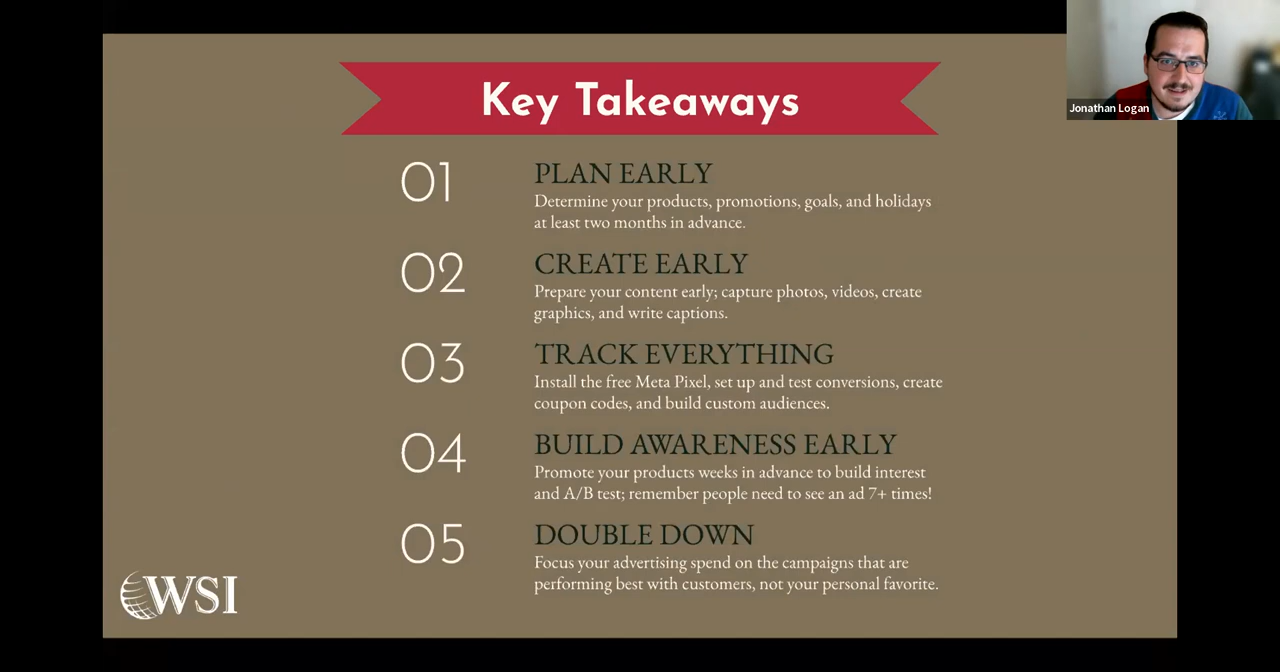 Key Takeaways
Jonathan Logan
01
PLAN EARLY
Determine your products, promotions, goals, and holidays
at least two months in advance.
02
CREATE EARLY
Prepare your content early; capture photos, videos, create
graphics, and write captions.
03
TRACK EVERYTHING
Install the free Meta Pixel, set up and test conversions, create
coupon codes, and build custom audiences.
04
BUILD AWARENESS EARLY
Promote your products weeks in advance to build interest
and A/B test; remember people need to see an ad 7+ times!
05
DOUBLE DOWN
Focus your advertising spend on the campaigns that are
performing best with customers, not your personal favorite.
WSI